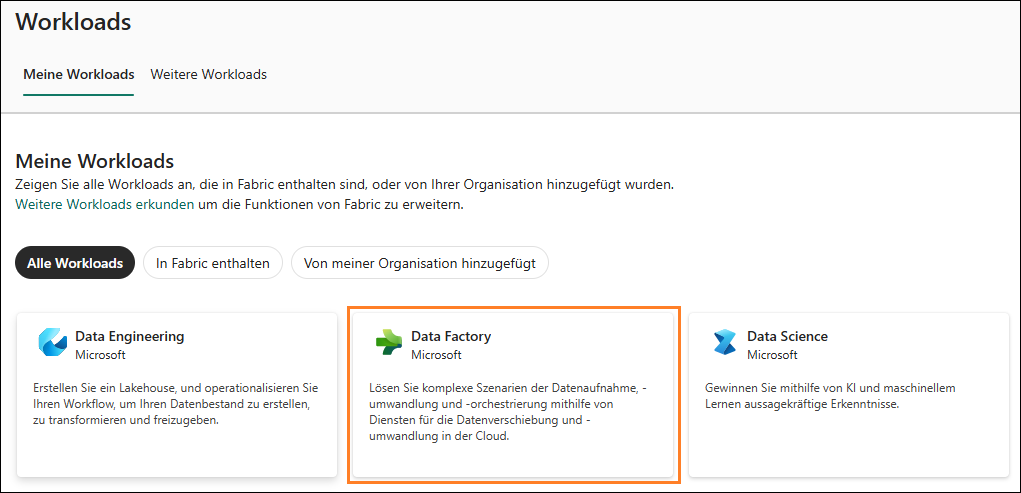 Workloads
Meine Workloads
Weitere Workloads
Meine Workloads
Zeigen Sie alle Workloads an, die in Fabric enthalten sind, oder von Ihrer Organisation hinzugefügt wurden.
Weitere Workloads erkunden um die Funktionen von Fabric zu erweitern.
Alle Workloads
In Fabric enthalten
Von meiner Organisation hinzugefügt
Data Engineering
Microsoft
Erstellen Sie ein Lakehouse, und operationalisieren Sie
Ihren Workflow, um Ihren Datenbestand zu erstellen,
zu transformieren und freizugeben.
Data Factory
Microsoft
Lösen Sie komplexe Szenarien der Datenaufnahme, -
umwandlung und -orchestrierung mithilfe von
Diensten für die Datenverschiebung und -
umwandlung in der Cloud.
Data Science
Microsoft
Gewinnen Sie mithilfe von KI und maschinellem
Lernen aussagekräftige Erkenntnisse.